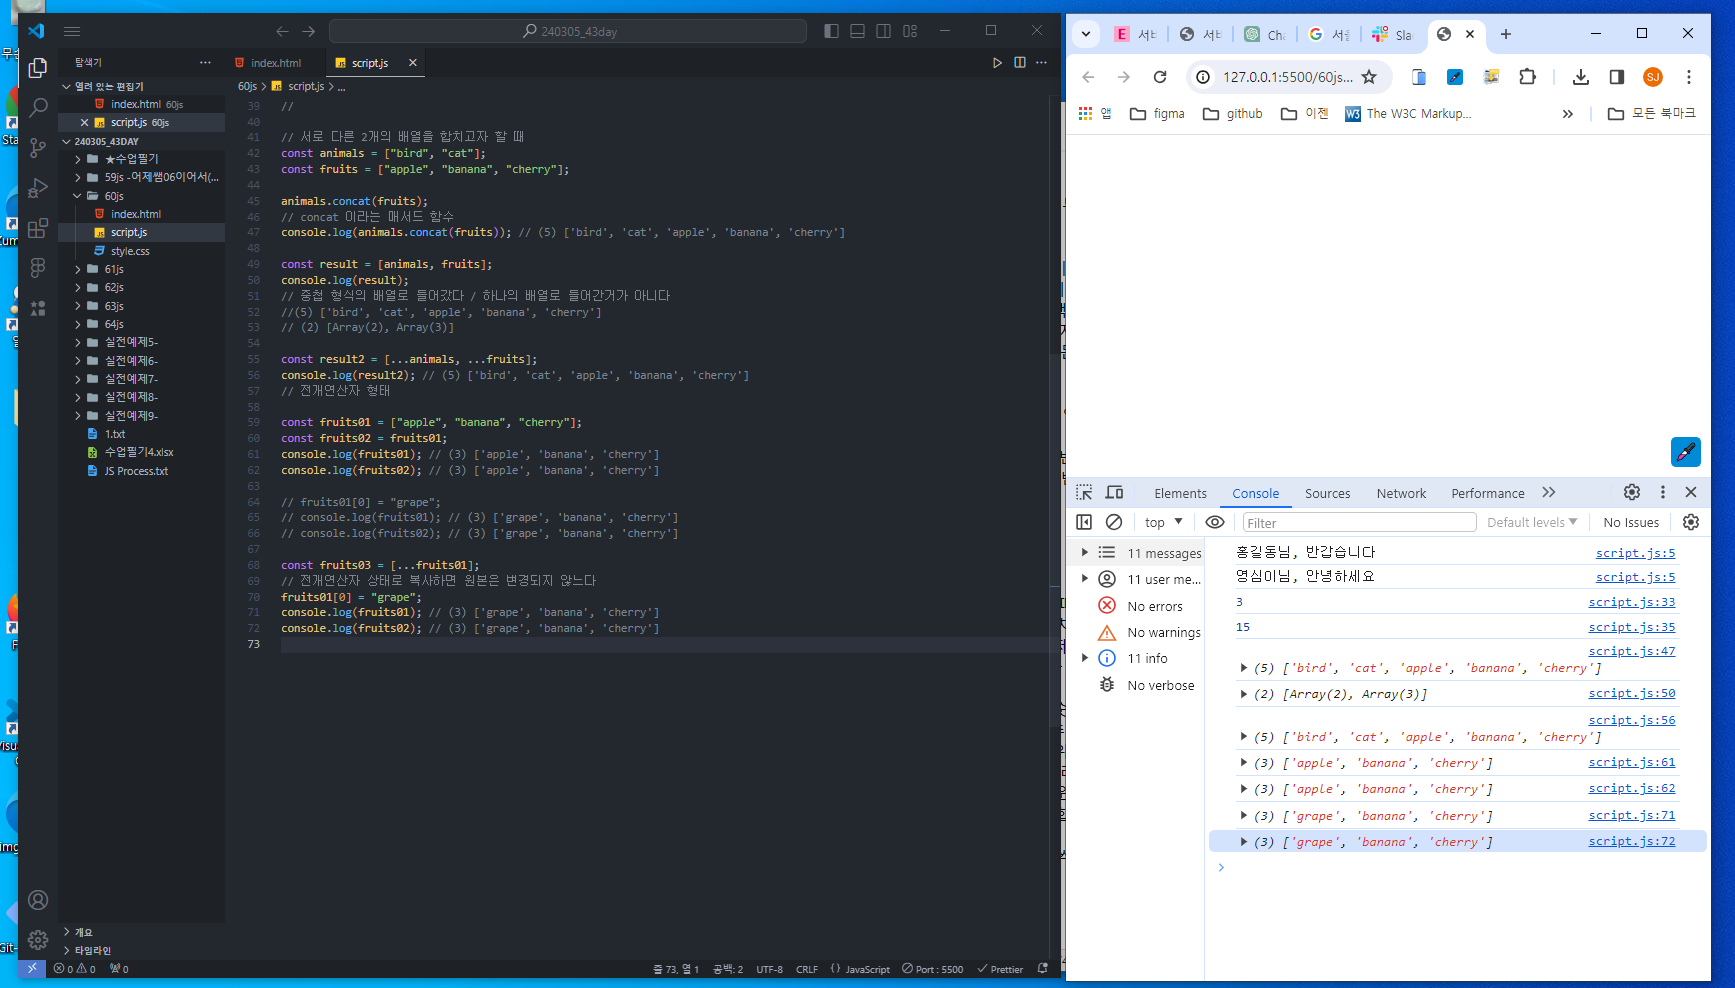 240305_43day
탐색기
열려 있는 편집기
index.html 60js
script.js 60js
240305_43DAY
★수업필기
59js -어제쌤06이어서(...
60js
index.html
script.js
style.css
61js
62js
63js
64js
실전예제5-
실전예제6-
실전예제7-
실전예제8-
실전예제9-
1.txt
수업필기4.xlsx
JS Process.txt
개요
타임라인
index.html
script.js
60js > script.js > ...
39 //
40
41 // 서로 다른 2개의 배열을 합치고자 할 때
42 const animals = ["bird", "cat"];
43 const fruits = ["apple", "banana", "cherry"];
44
45 animals.concat(fruits);
46 // concat 이라는 매서드 함수
47 console.log(animals.concat(fruits)); // (5) ['bird', 'cat', 'apple', 'banana', 'cherry']
48
49 const result = [animals, fruits];
50 console.log(result);
51 // 중첩 형식의 배열로 들어갔다 / 하나의 배열로 들어간거가 아니다
52 //(5) ['bird', 'cat', 'apple', 'banana', 'cherry']
53 // (2) [Array(2), Array(3)]
54
55 const result2 = [...animals, ...fruits];
56 console.log(result2); // (5) ['bird', 'cat', 'apple', 'banana', 'cherry']
57 // 전개연산자 형태
58
59 const fruits01 = ["apple", "banana", "cherry"];
60 const fruits02 = fruits01;
61 console.log(fruits01); // (3) ['apple', 'banana', 'cherry']
62 console.log(fruits02); // (3) ['apple', 'banana', 'cherry']
63
64 // fruits01[0] = "grape";
65 // console.log(fruits01); // (3) ['grape', 'banana', 'cherry']
66 // console.log(fruits02); // (3) ['grape', 'banana', 'cherry']
67
68 const fruits03 = [...fruits01];
69 // 전개연산자 상태로 복사하면 원본은 변경되지 않느다
70 fruits01[0] = "grape";
71 console.log(fruits01); // (3) ['grape', 'banana', 'cherry']
72 console.log(fruits02); // (3) ['grape', 'banana', 'cherry']
73
0 0 0
줄 73, 열 1 공백: 2 UTF-8 CRLF {} JavaScript Port : 5500 Prettier
E 서비 서비 Cha 서울 Sla
127.0.0.1:5500/60js... SJ
앱 figma github 이젠 W3 The W3C Markup... » 모든 북마크
Elements Console Sources Network Performance
top Filter Default levels No Issues
11 messages
11 user me...
No errors
No warnings
11 info
No verbose
홍길동님, 반갑습니다 script.js:5
영심이님, 안녕하세요 script.js:5
3 script.js:33
15 script.js:35
script.js:47
(5) ['bird', 'cat', 'apple', 'banana', 'cherry']
(2) [Array(2), Array(3)] script.js:50
script.js:56
(5) ['bird', 'cat', 'apple', 'banana', 'cherry']
(3) ['apple', 'banana', 'cherry'] script.js:61
(3) ['apple', 'banana', 'cherry'] script.js:62
(3) ['grape', 'banana', 'cherry'] script.js:71
(3) ['grape', 'banana', 'cherry'] script.js:72